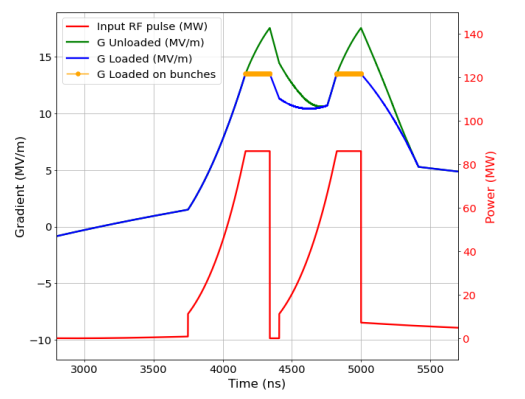 Input RF pulse (MW)
G Unloaded (MV/m)
G Loaded (MV/m)
G Loaded on bunches
Gradient (MV/m)
15
10
5
0
−5
−10
3000
3500
4000
4500
5000
5500
Time (ns)
140
120
100
80
60
40
20
0
Power (MW)